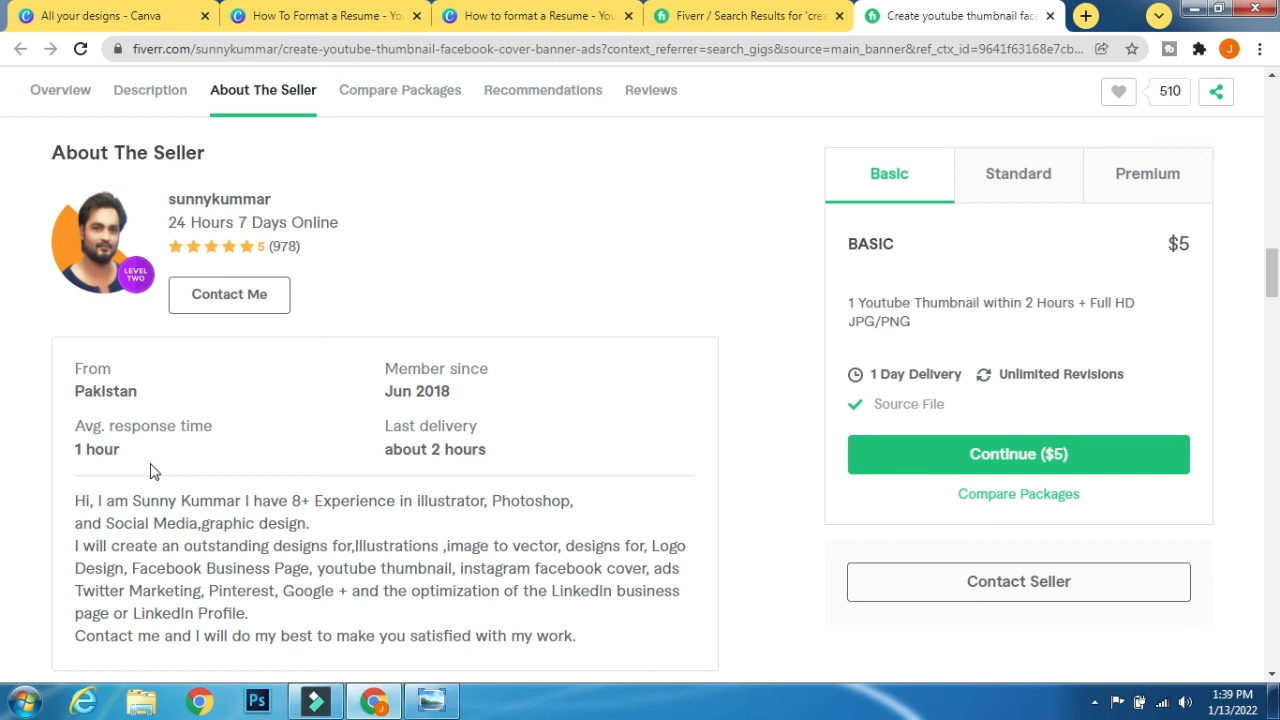 All your designs - Canva
How To Format a Resume - You
How to format a Resume - You
Fiverr / Search Results for 'crea
Create youtube thumbnail fac
fiverr.com/sunnykummar/create-youtube-thumbnail-facebook-cover-banner-ads?context_referrer=search_gigs&source=main_banner&ref_ctx_id=9641f63168e7cb...
J
Overview
Description
About The Seller
Compare Packages
Recommendations
Reviews
510
About The Seller
sunnykummar
24 Hours 7 Days Online
5 (978)
LEVEL
TWO
Contact Me
From
Pakistan
Member since
Jun 2018
Avg. response time
1 hour
Last delivery
about 2 hours
Hi, I am Sunny Kummar I have 8+ Experience in illustrator, Photoshop,
and Social Media,graphic design.
I will create an outstanding designs for,Illustrations ,image to vector, designs for, Logo
Design, Facebook Business Page, youtube thumbnail, instagram facebook cover, ads
Twitter Marketing, Pinterest, Google + and the optimization of the LinkedIn business
page or LinkedIn Profile.
Contact me and I will do my best to make you satisfied with my work.
Basic
Standard
Premium
BASIC
$5
1 Youtube Thumbnail within 2 Hours + Full HD
JPG/PNG
1 Day Delivery
Unlimited Revisions
Source File
Continue ($5)
Compare Packages
Contact Seller
Ps
J
1:39 PM
1/13/2022